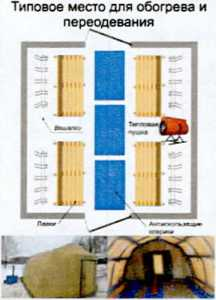 Типовое место для обогрева и
переодевания
Вешалки
Тепловая
пушка
Лавки
Антискользящие
коврики